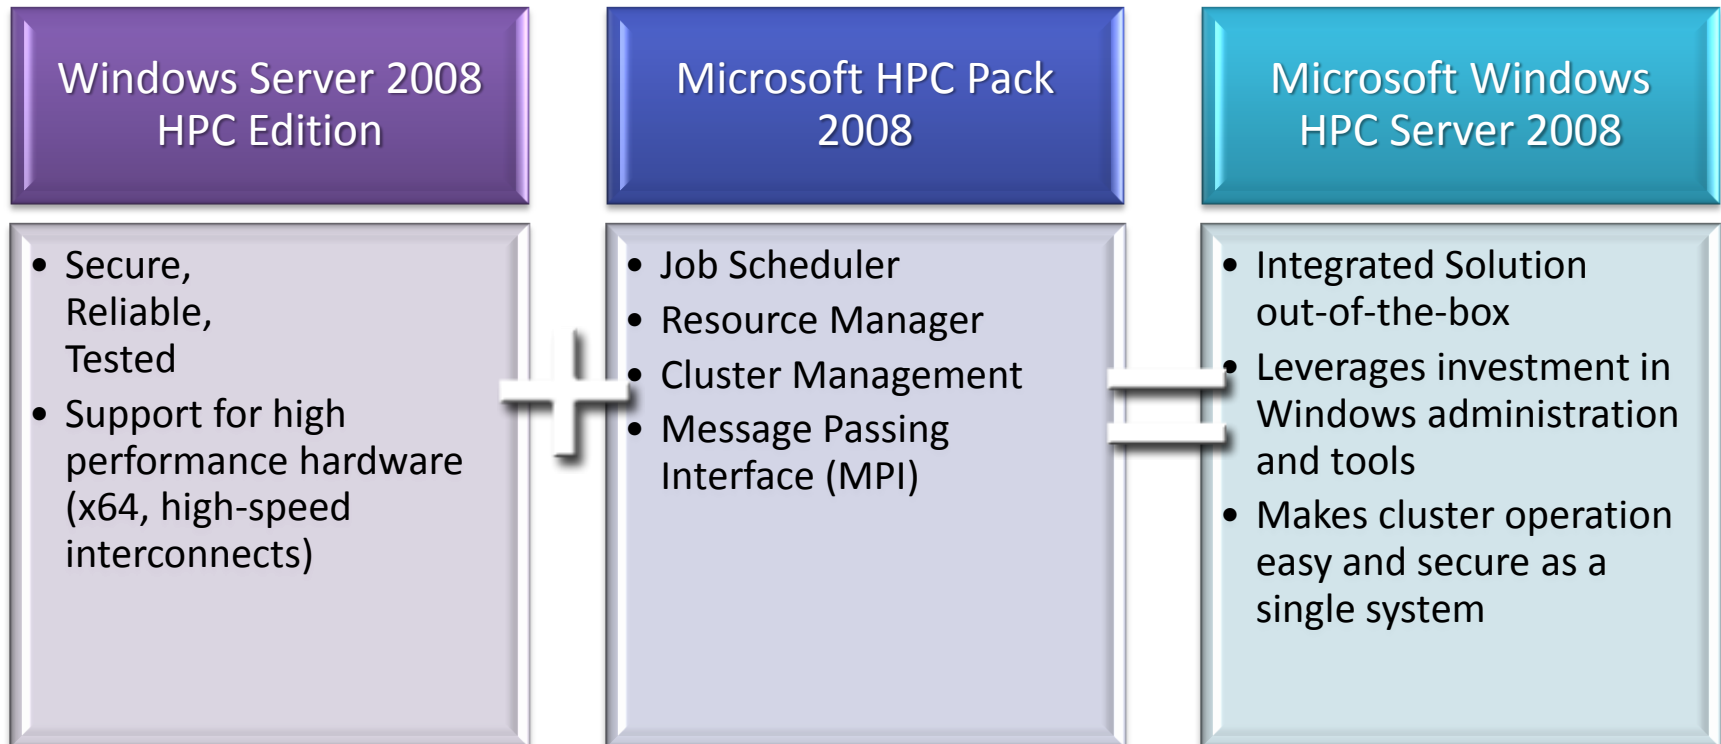 Windows Server 2008
HPC Edition
• Secure,
Reliable,
Tested
• Support for high
performance hardware
(x64, high-speed
interconnects)
+
Microsoft HPC Pack
2008
• Job Scheduler
• Resource Manager
• Cluster Management
• Message Passing
Interface (MPI)
=
Microsoft Windows
HPC Server 2008
• Integrated Solution
out-of-the-box
• Leverages investment in
Windows administration
and tools
• Makes cluster operation
easy and secure as a
single system